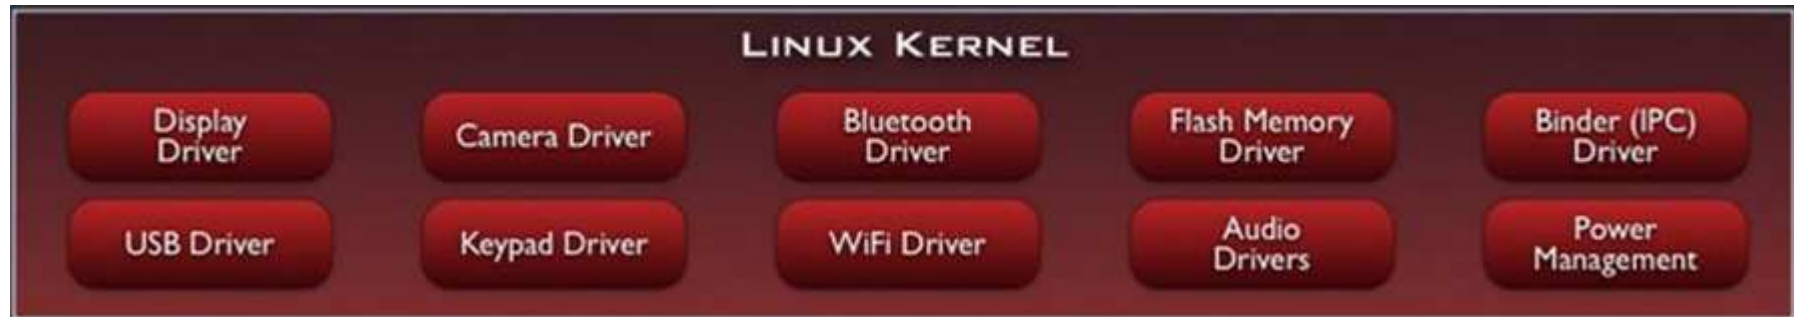 LINUX KERNEL
Display
Driver
Camera Driver
Bluetooth
Driver
Flash Memory
Driver
Binder (IPC)
Driver
USB Driver
Keypad Driver
WiFi Driver
Audio
Drivers
Power
Management